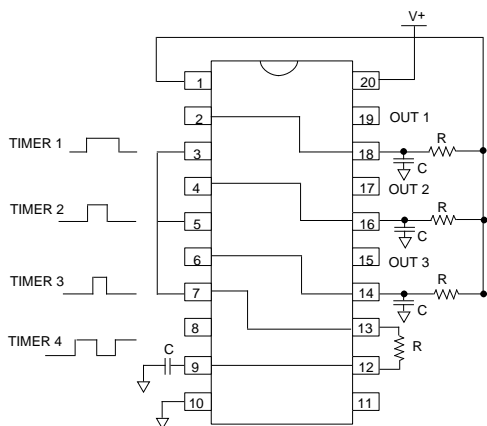 V+
1
20
2
19 OUT 1
TIMER 1
3
18
R
C
4
17
OUT 2
TIMER 2
5
16
R
C
6
15
OUT 3
TIMER 3
7
14
R
C
8
13
TIMER 4
R
C
9
12
10
11